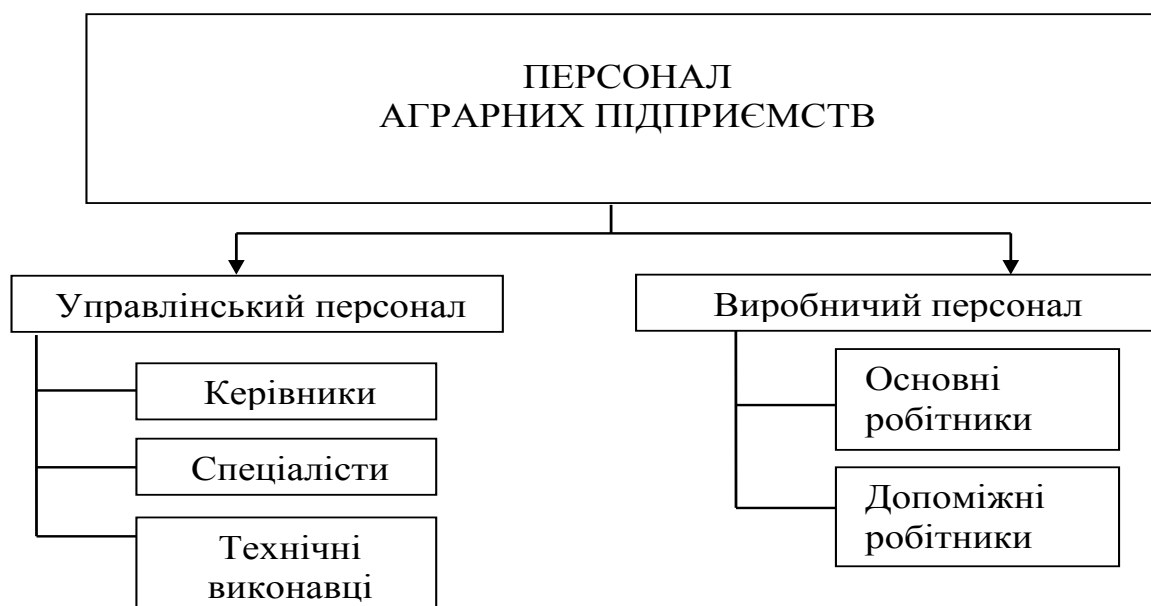 ПЕРСОНАЛ
АГРАРНИХ ПІДПРИЄМСТВ
Управлінський персонал
Керівники
Спеціалісти
Технічні
виконавці
Виробничий персонал
Основні
робітники
Допоміжні
робітники